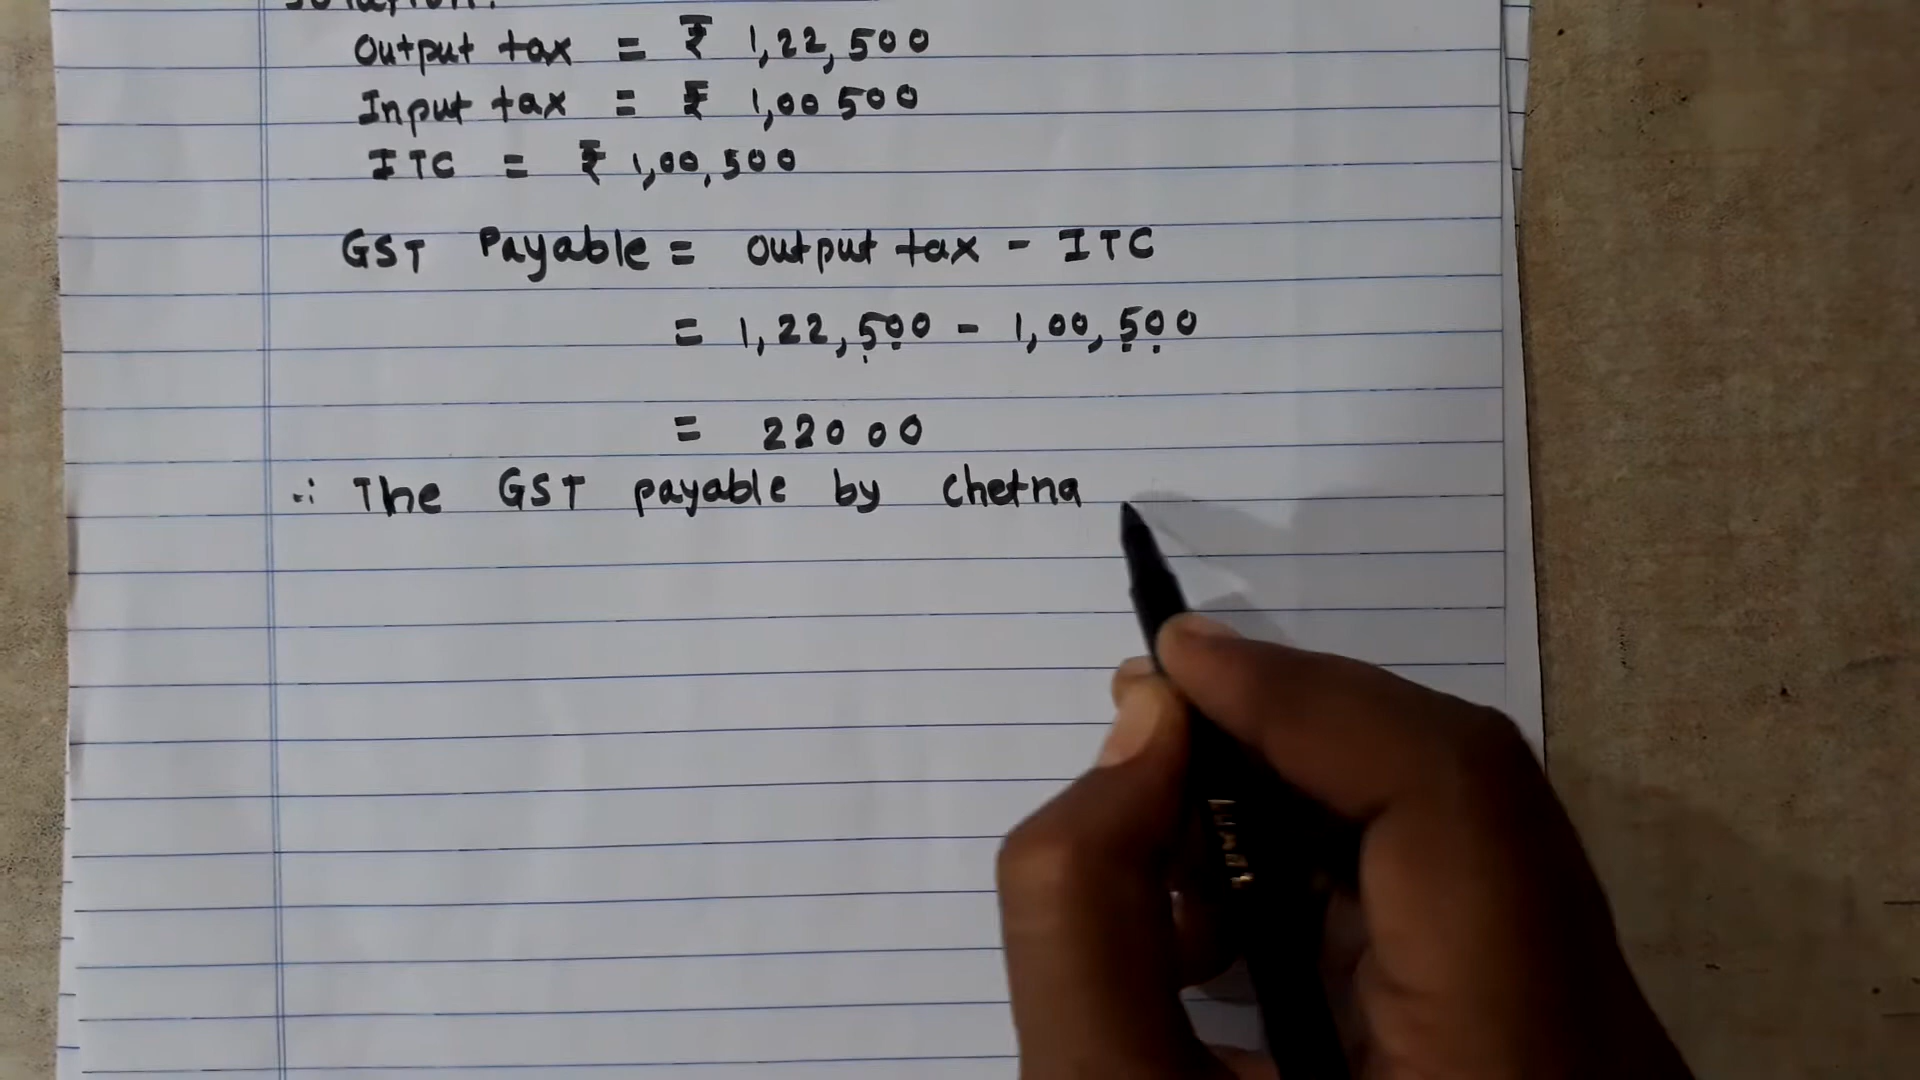 Solution:
Output tax = ₹ 1,22,500
Input tax = ₹ 1,00 500
ITC = ₹ 1,00,500
GST Payable = output tax - ITC
= 1,22,500 - 1,00,500
= 22000
∴ The GST payable by chetna